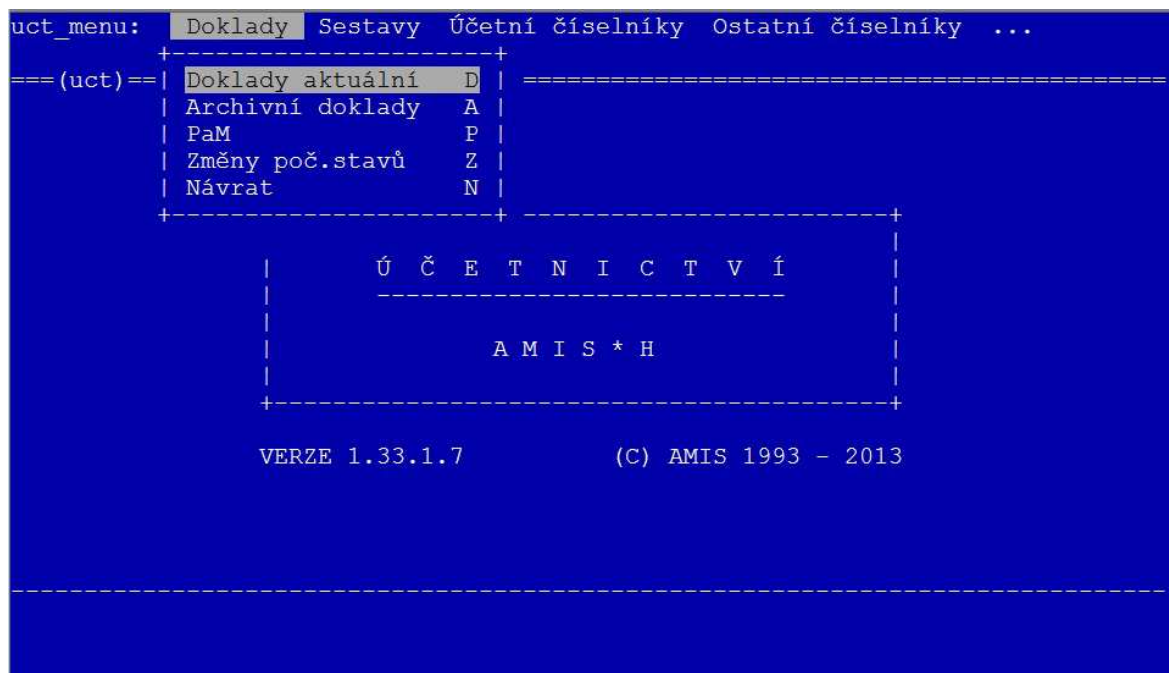 uct_menu: Doklady Sestavy Účetní číselníky Ostatní číselníky ...
===(uct)==| Doklady aktuální D |
Archivní doklady A
PaM P
Změny poč.stavů Z
Návrat N
Ú Č E T N I C T V Í
A M I S * H
VERZE 1.33.1.7 (C) AMIS 1993 - 2013